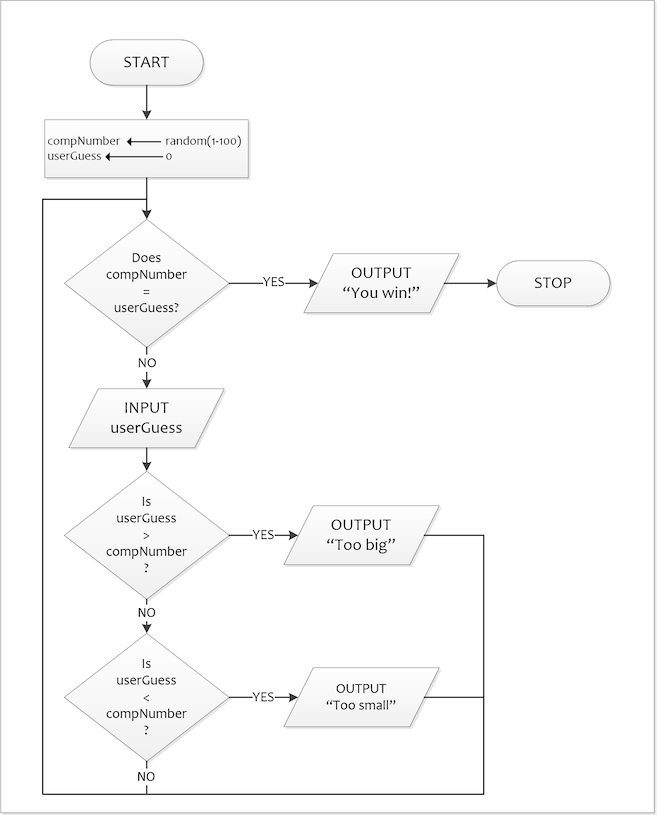 START
compNumber ← random(1-100)
userGuess ← 0
Does
compNumber
=
userGuess?
YES
OUTPUT
“You win!”
STOP
NO
INPUT
userGuess
Is
userGuess
>
compNumber
?
YES
OUTPUT
“Too big”
NO
Is
userGuess
<
compNumber
?
YES
OUTPUT
“Too small”
NO